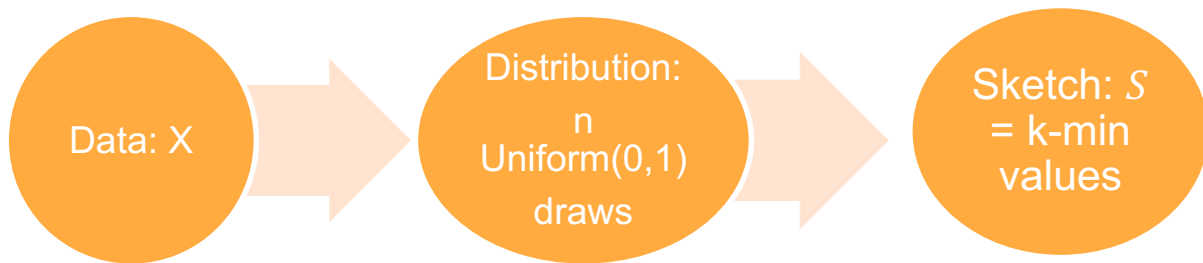 Data: X
Distribution:
n
Uniform(0,1)
draws
Sketch: S
= k-min
values